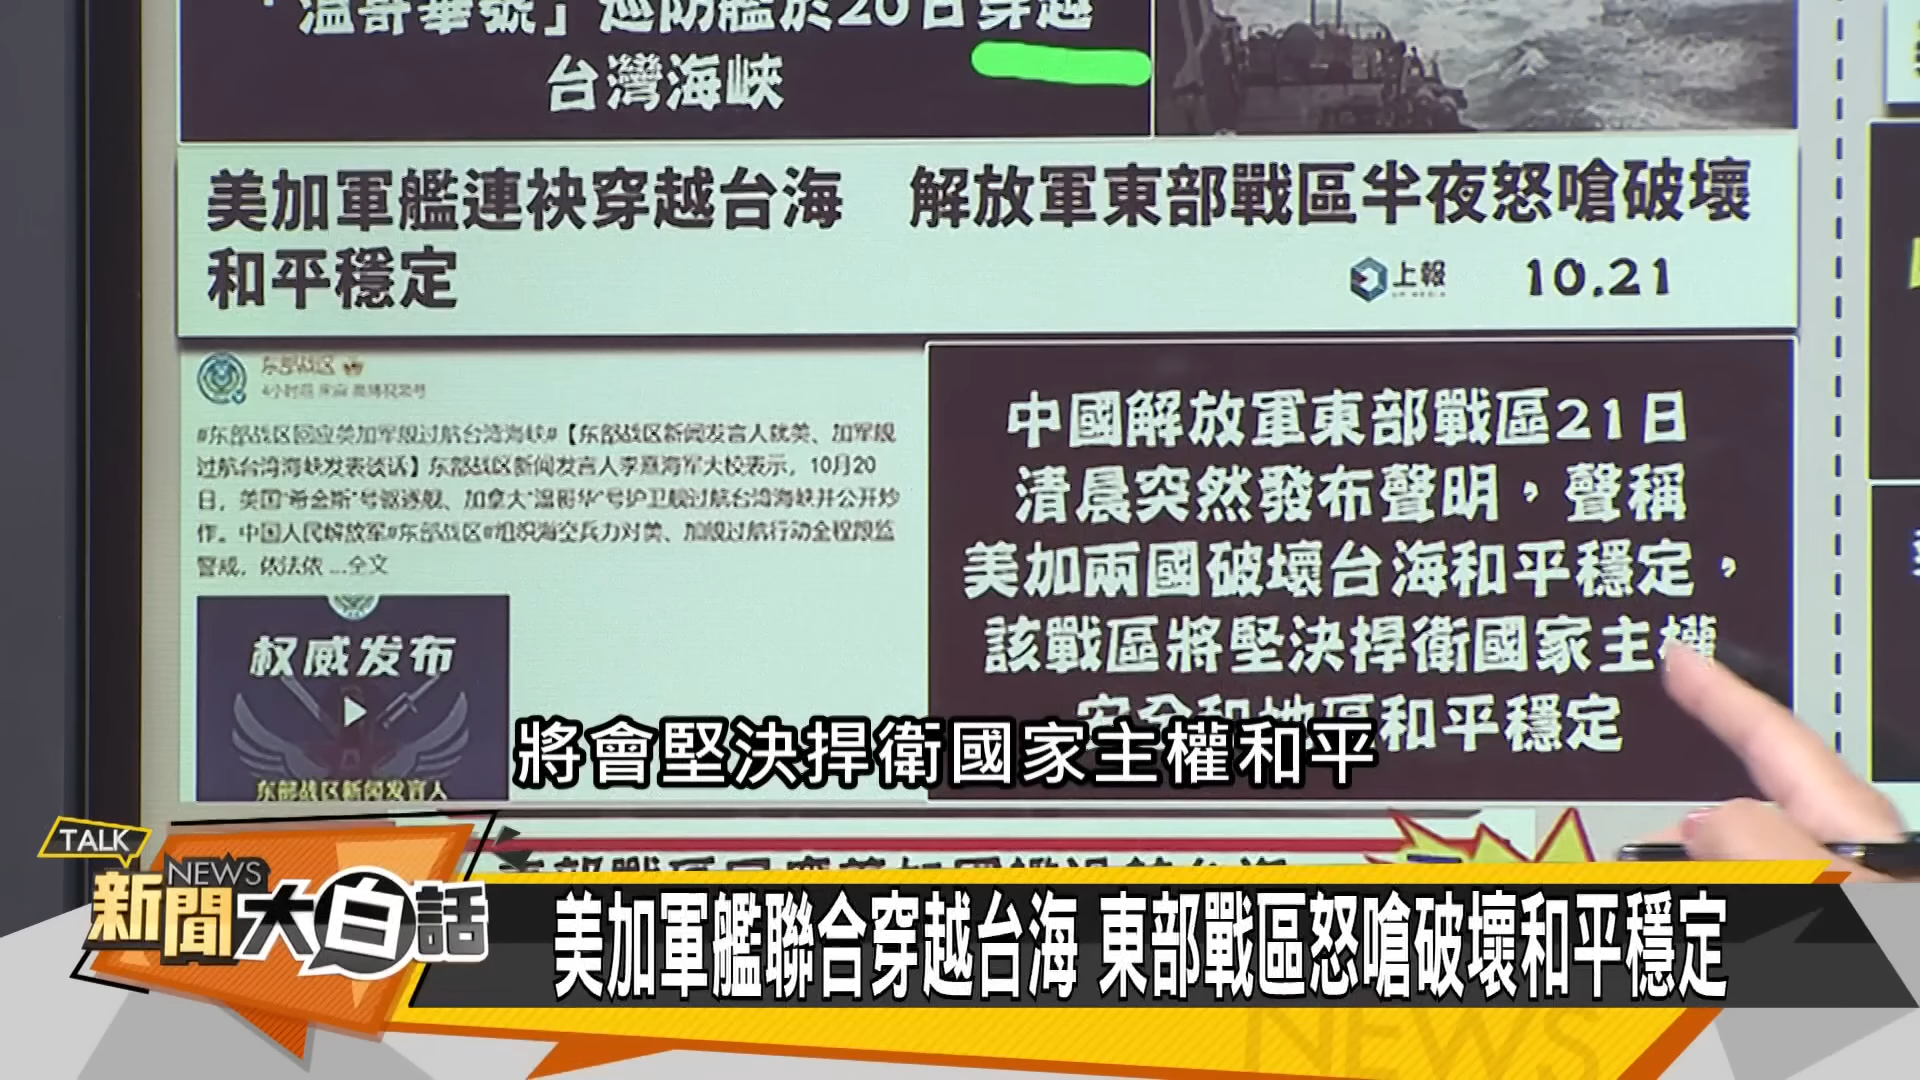 「溫哥華號」巡防艦於20日穿越
台灣海峽
美加軍艦連袂穿越台海　解放軍東部戰區半夜怒嗆破壞
和平穩定
上報
10.21
东部战区
#东部战区回应美加军舰过航台湾海峡#【东部战区新闻发言人就美、加军舰
过航台湾海峡发表谈话】东部战区新闻发言人李熹海军大校表示，10月20
日，美国“希金斯”号驱逐舰、加拿大“温哥华”号护卫舰过航台湾海峡并公开炒
作。中国人民解放军#东部战区#组织海空兵力对美、加舰过航行动全程跟监
警戒，依法依 ...全文
权威发布
东部战区新闻发言人
中國解放軍東部戰區21日
清晨突然發布聲明，聲稱
美加兩國破壞台海和平穩定，
該戰區將堅決捍衛國家主權
安全和地區和平穩定
將會堅決捍衛國家主權和平
TALK
NEWS
新聞大白話
美加軍艦聯合穿越台海 東部戰區怒嗆破壞和平穩定
NEWS